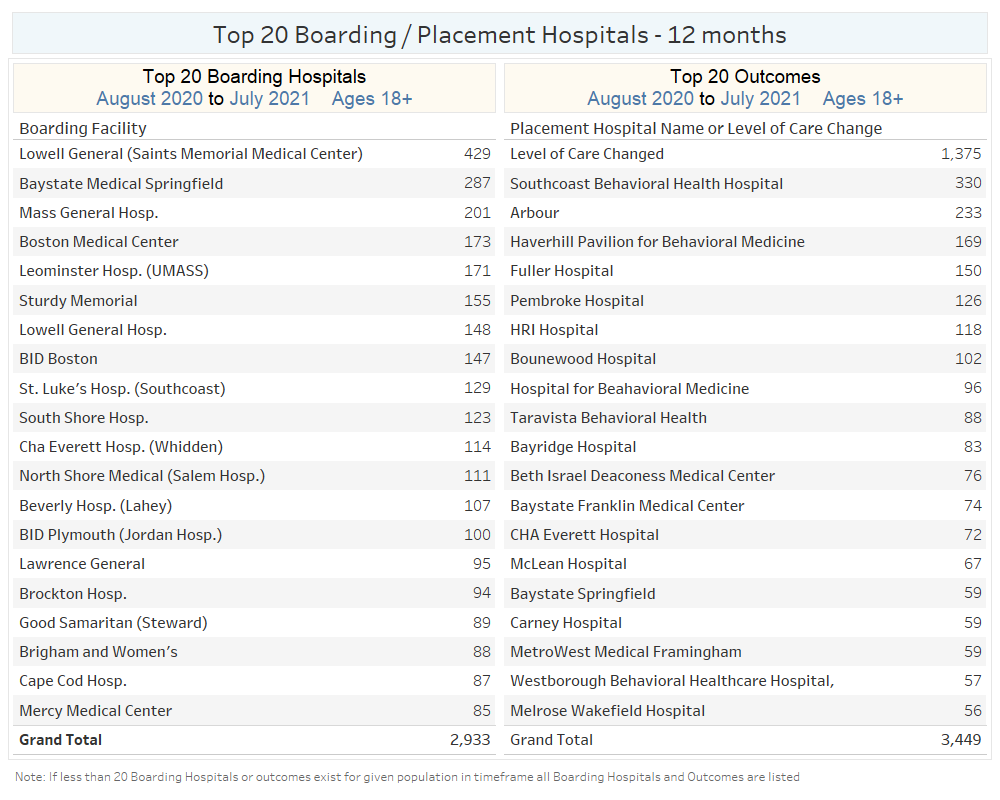 Top 20 Boarding / Placement Hospitals - 12 months
Top 20 Boarding Hospitals
August 2020 to July 2021 Ages 18+
Boarding Facility
Lowell General (Saints Memorial Medical Center) 429
Baystate Medical Springfield 287
Mass General Hosp. 201
Boston Medical Center 173
Leominster Hosp. (UMASS) 171
Sturdy Memorial 155
Lowell General Hosp. 148
BID Boston 147
St. Luke's Hosp. (Southcoast) 129
South Shore Hosp. 123
Cha Everett Hosp. (Whidden) 114
North Shore Medical (Salem Hosp.) 111
Beverly Hosp. (Lahey) 107
BID Plymouth (Jordan Hosp.) 100
Lawrence General 95
Brockton Hosp. 94
Good Samaritan (Steward) 89
Brigham and Women's 88
Cape Cod Hosp. 87
Mercy Medical Center 85
Grand Total 2,933
Top 20 Outcomes
August 2020 to July 2021 Ages 18+
Placement Hospital Name or Level of Care Change
Level of Care Changed 1,375
Southcoast Behavioral Health Hospital 330
Arbour 233
Haverhill Pavilion for Behavioral Medicine 169
Fuller Hospital 150
Pembroke Hospital 126
HRI Hospital 118
Bounewood Hospital 102
Hospital for Beahavioral Medicine 96
Taravista Behavioral Health 88
Bayridge Hospital 83
Beth Israel Deaconess Medical Center 76
Baystate Franklin Medical Center 74
CHA Everett Hospital 72
McLean Hospital 67
Baystate Springfield 59
Carney Hospital 59
MetroWest Medical Framingham 59
Westborough Behavioral Healthcare Hospital, 57
Melrose Wakefield Hospital 56
Grand Total 3,449
Note: If less than 20 Boarding Hospitals or outcomes exist for given population in timeframe all Boarding Hospitals and Outcomes are listed